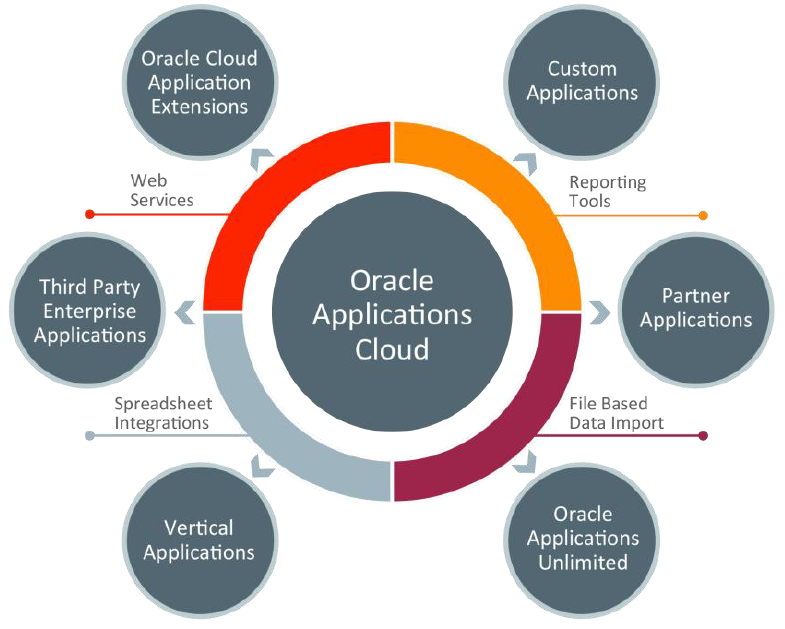 Oracle Cloud
Application
Extensions
Custom
Applications
Web
Services
Reporting
Tools
Third Party
Enterprise
Applications
Oracle
Applications
Cloud
Partner
Applications
Spreadsheet
Integrations
File Based
Data Import
Vertical
Applications
Oracle
Applications
Unlimited